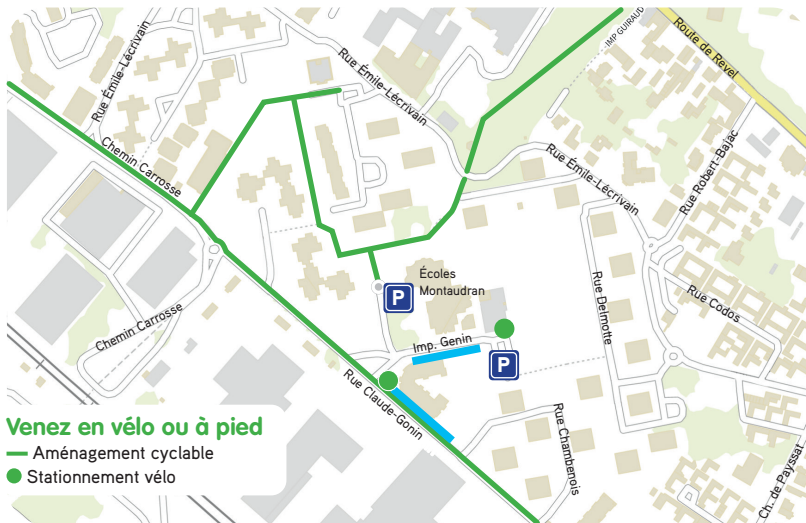 IMP GUIRAUD
Route de Revel
Rue Émile-Lécrivain
Rue Émile-Lécrivain
Chemin Carrosse
Rue Émile-Lécrivain
Rue Robert-Bajac
Écoles
Montaudran
P
Rue Delmotte
Rue Codos
Chemin Carrosse
Imp. Genin
P
Rue Claude-Gonin
Rue Chambenois
Ch. de Payssat
Venez en vélo ou à pied
Aménagement cyclable
Stationnement vélo